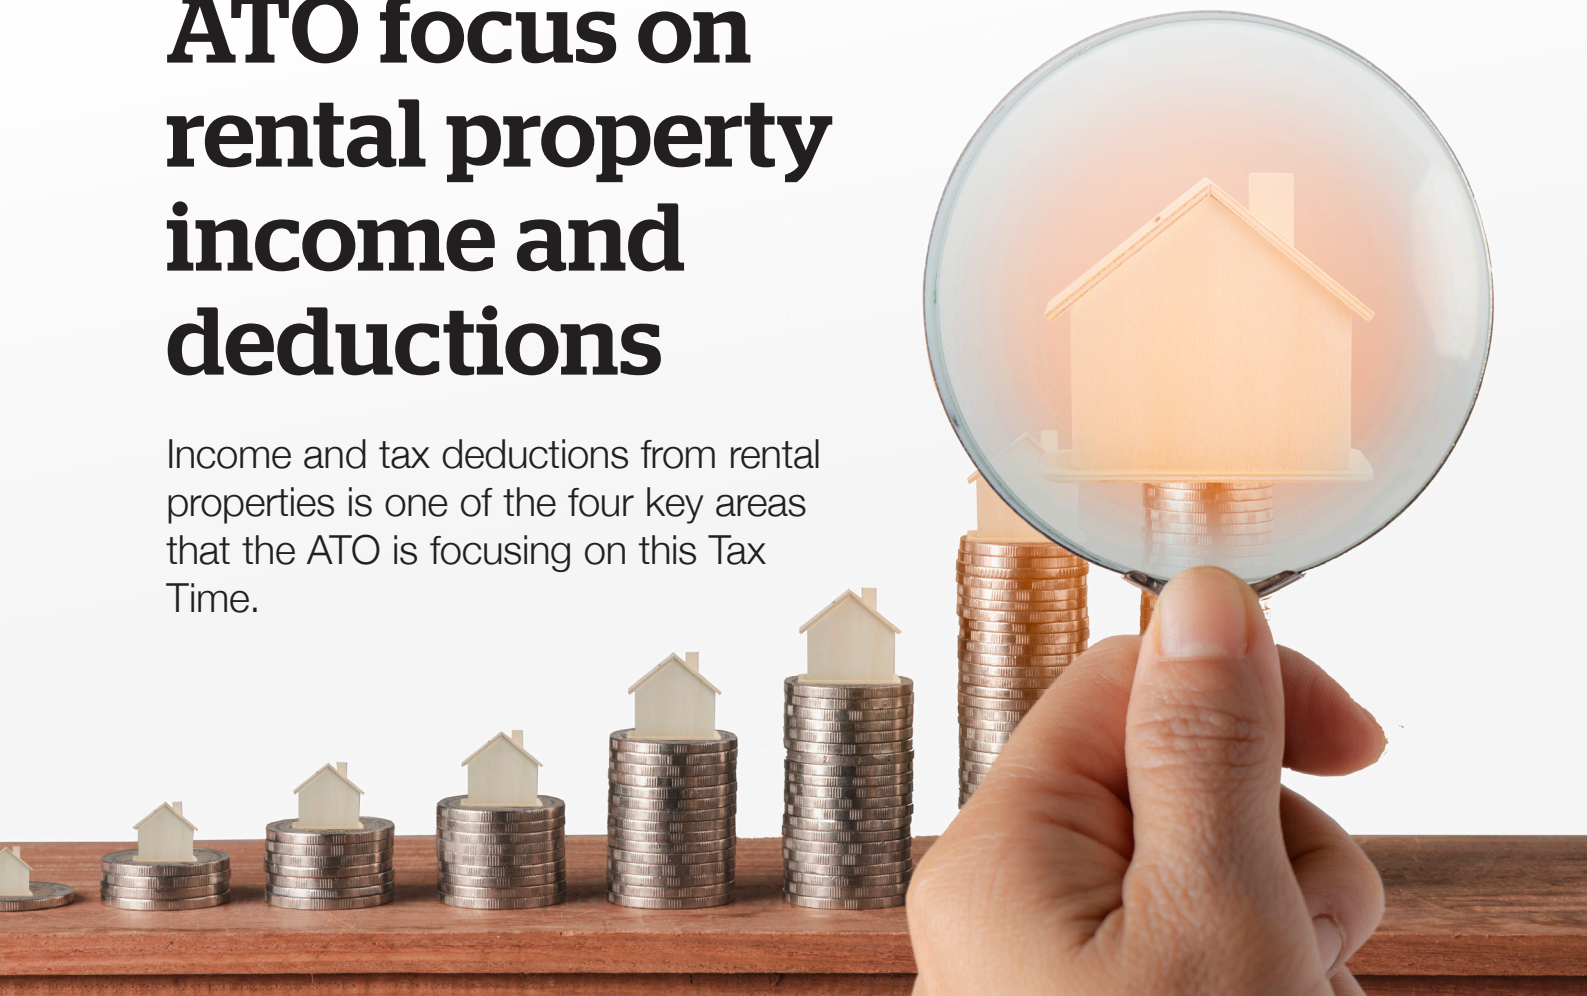 ATO focus on
rental property
income and
deductions
Income and tax deductions from rental
properties is one of the four key areas
that the ATO is focusing on this Tax
Time.